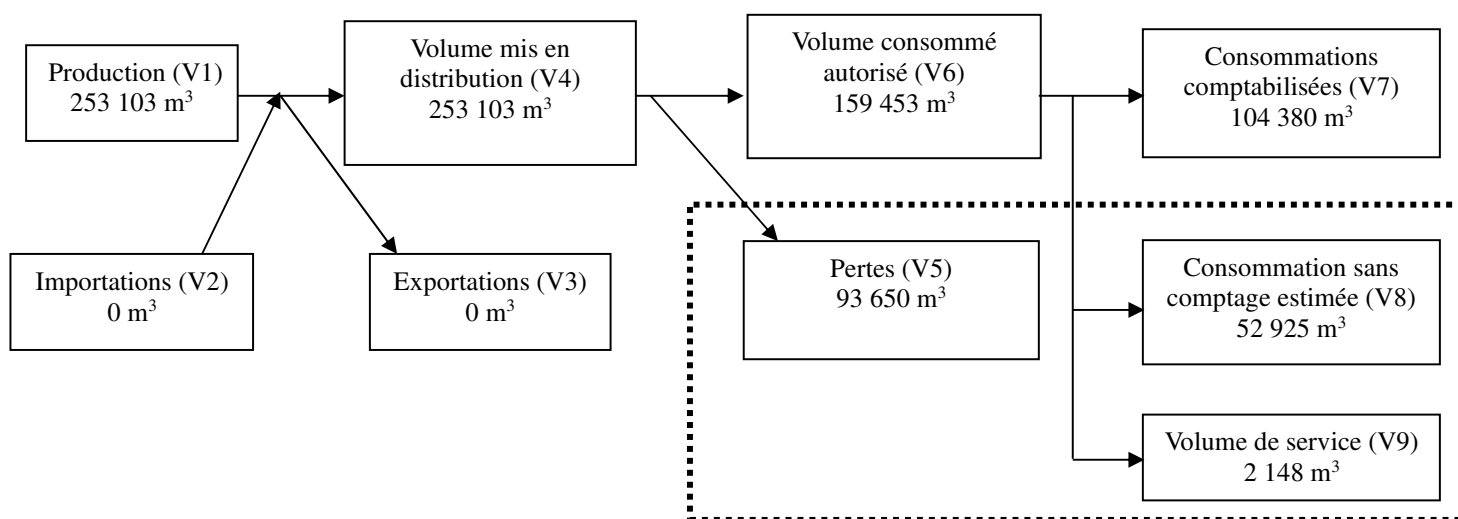 Production (V1)
253 103 m³
Volume mis en
distribution (V4)
253 103 m³
Volume consommé
autorisé (V6)
159 453 m³
Consommations
comptabilisées (V7)
104 380 m³
Importations (V2)
0 m³
Exportations (V3)
0 m³
Pertes (V5)
93 650 m³
Consommation sans
comptage estimée (V8)
52 925 m³
Volume de service (V9)
2 148 m³